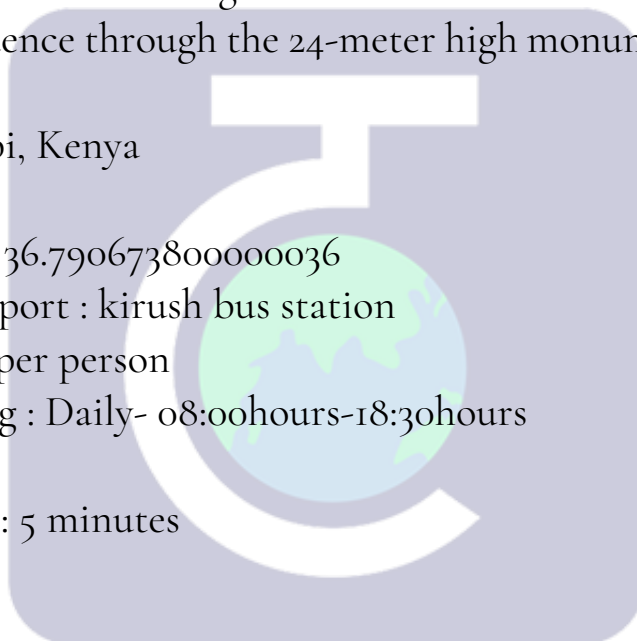 ence through the 24-meter high monum
i, Kenya
36.790673800000036
port : kirush bus station
per person
g : Daily- 08:00hours-18:30hours
: 5 minutes